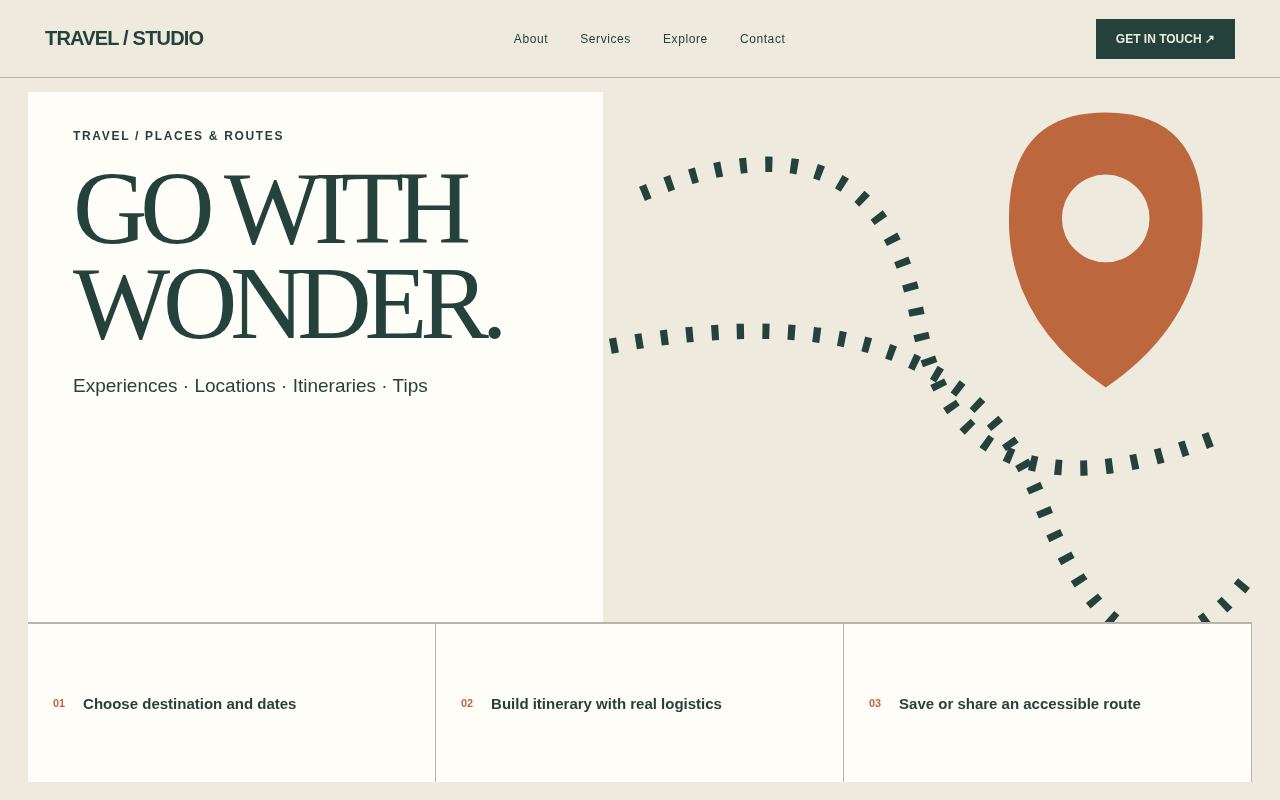 TRAVEL / STUDIO
About
Services
Explore
Contact
GET IN TOUCH ↗
TRAVEL / PLACES & ROUTES
GO WITH
WONDER.
Experiences · Locations · Itineraries · Tips
01 Choose destination and dates
02 Build itinerary with real logistics
03 Save or share an accessible route